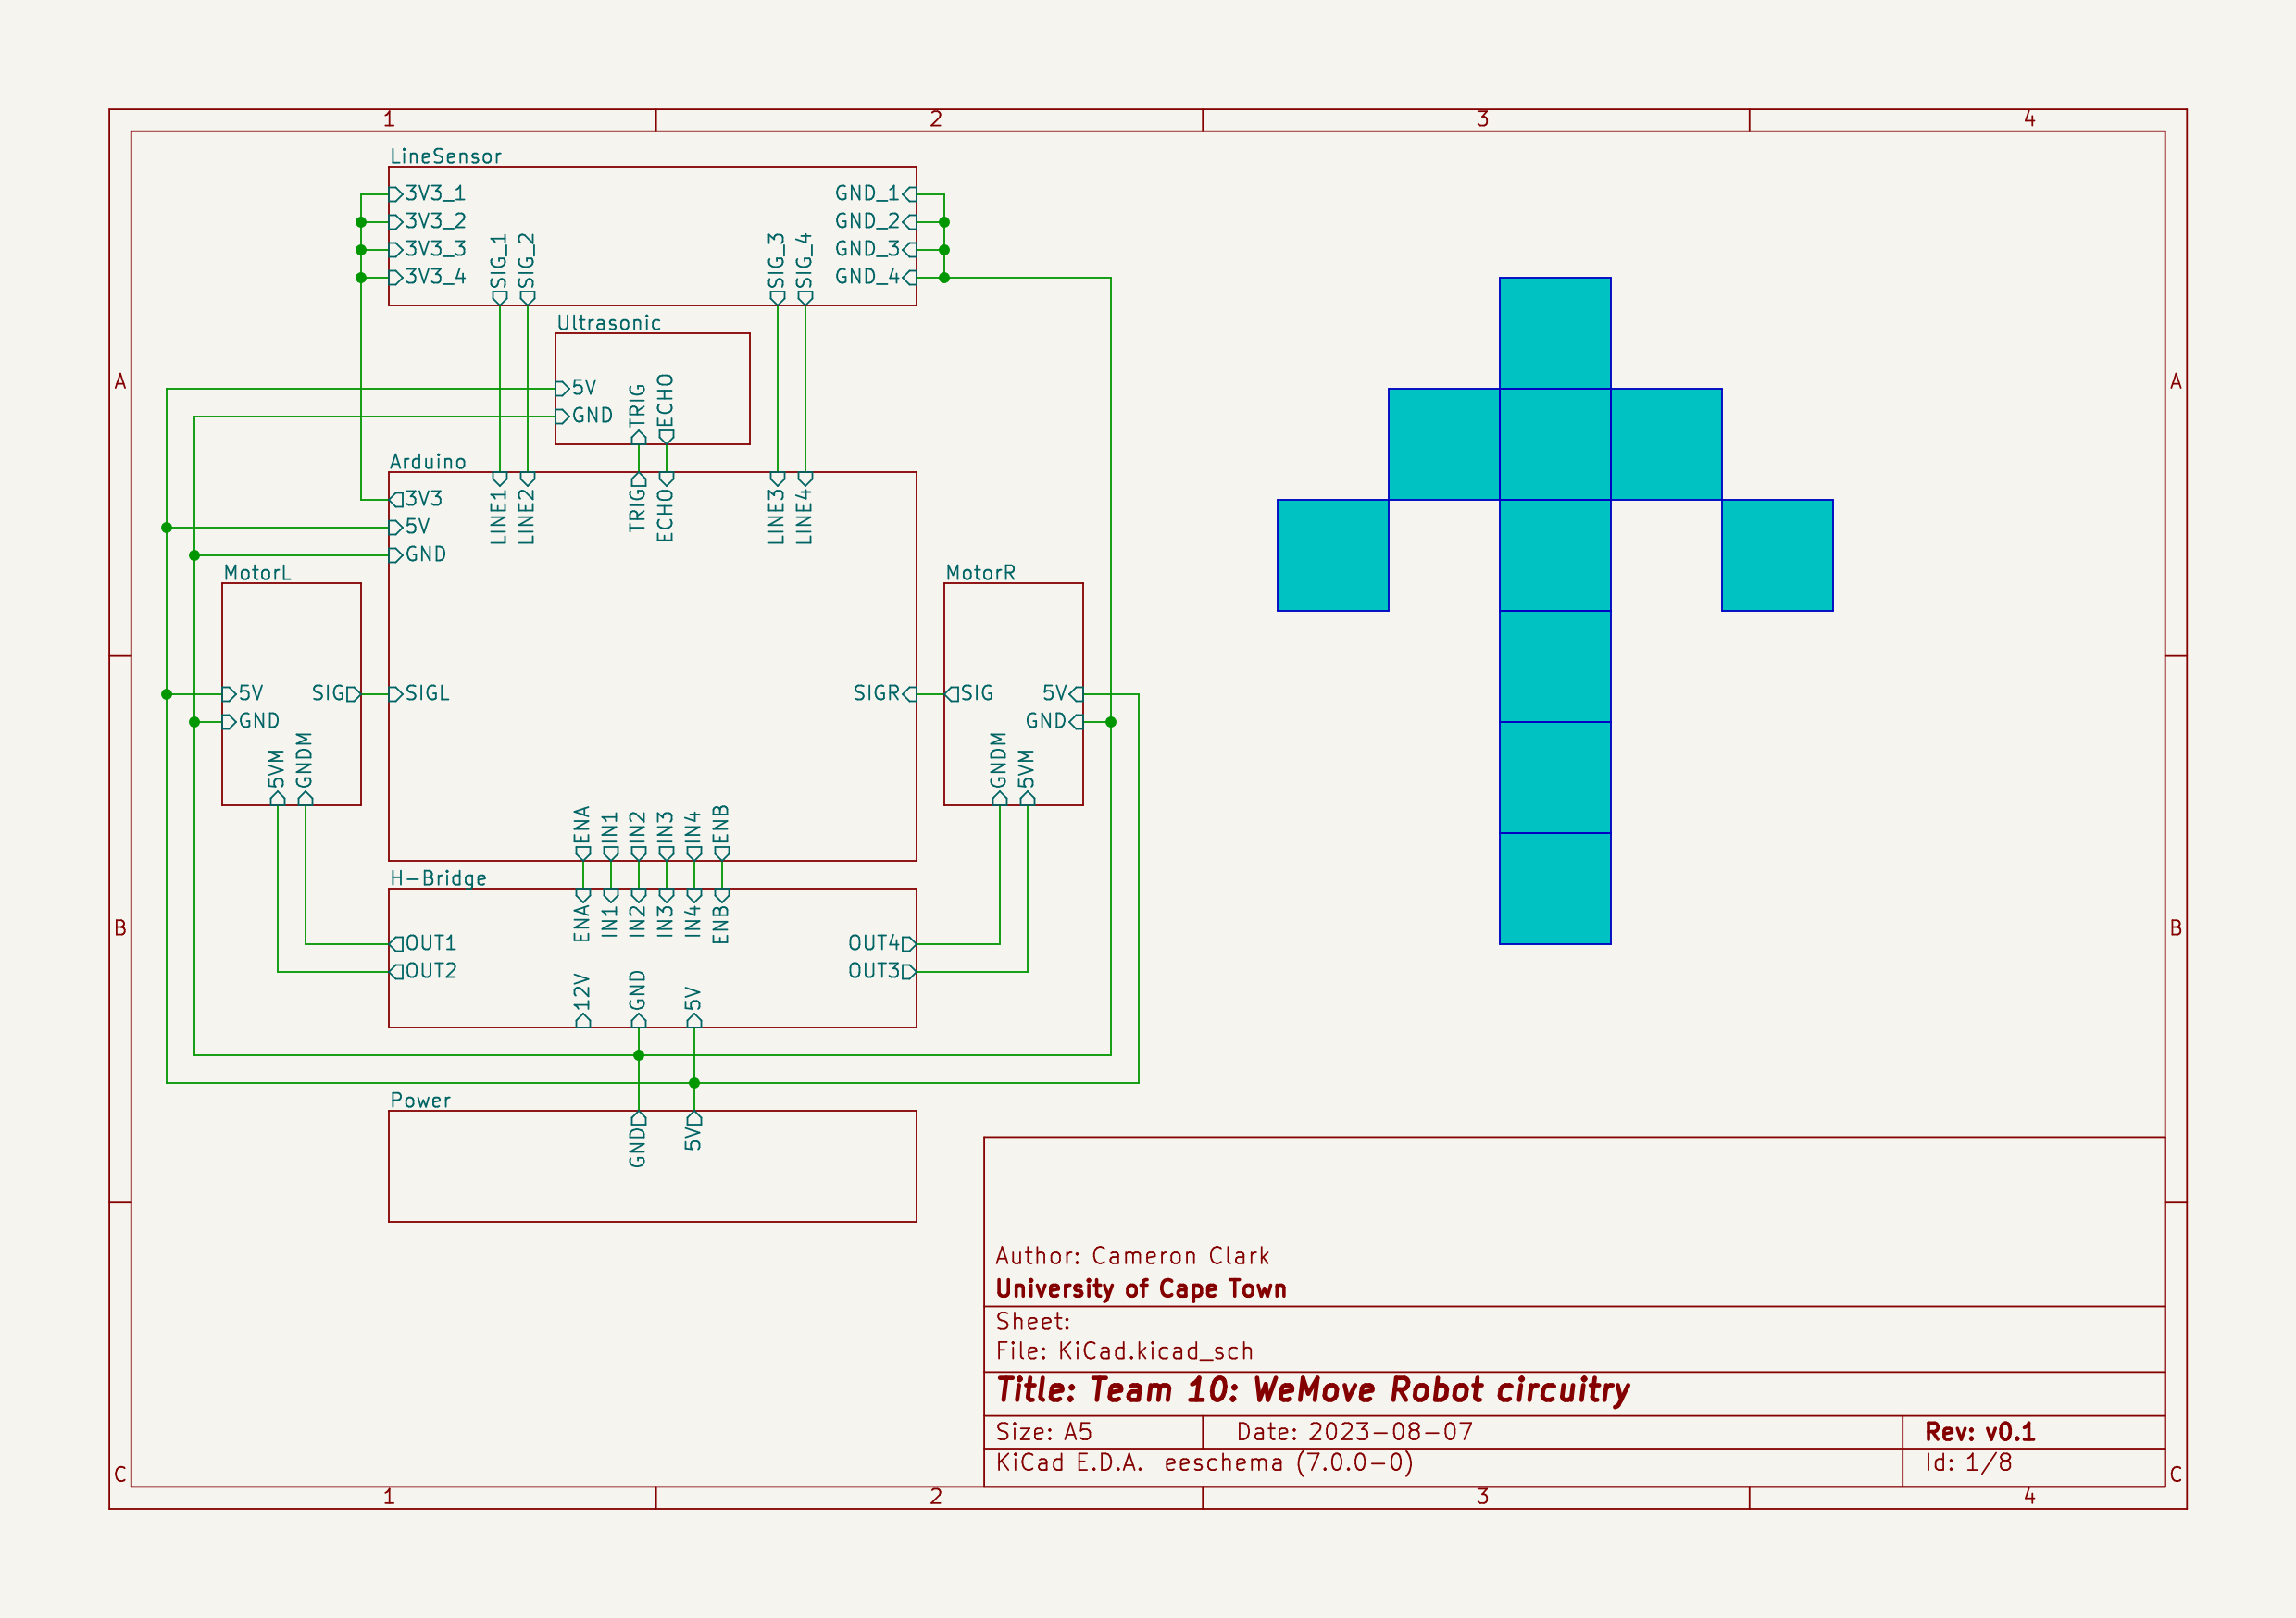 1 2 3 4
LineSensor
3V3_1 GND_1
3V3_2 GND_2
3V3_3 GND_3
3V3_4 SIG_1 SIG_2 SIG_3 SIG_4 GND_4
Ultrasonic
A A
5V TRIG ECHO
GND
Arduino
3V3 LINE1 LINE2 TRIG ECHO LINE3 LINE4
5V
GND
MotorL MotorR
5V SIG SIGL SIGR SIG 5V
GND GND
5VM GNDM GNDM 5VM
ENA IN1 IN2 IN3 IN4 ENB
H-Bridge
ENA IN1 IN2 IN3 IN4 ENB
B B
OUT1 OUT4
OUT2 OUT3
12V GND 5V
Power
GND 5V
Author: Cameron Clark
University of Cape Town
Sheet:
File: KiCad.kicad_sch
Title: Team 10: WeMove Robot circuitry
Size: A5 Date: 2023-08-07 Rev: v0.1
KiCad E.D.A. eeschema (7.0.0-0) Id: 1/8
C C
1 2 3 4